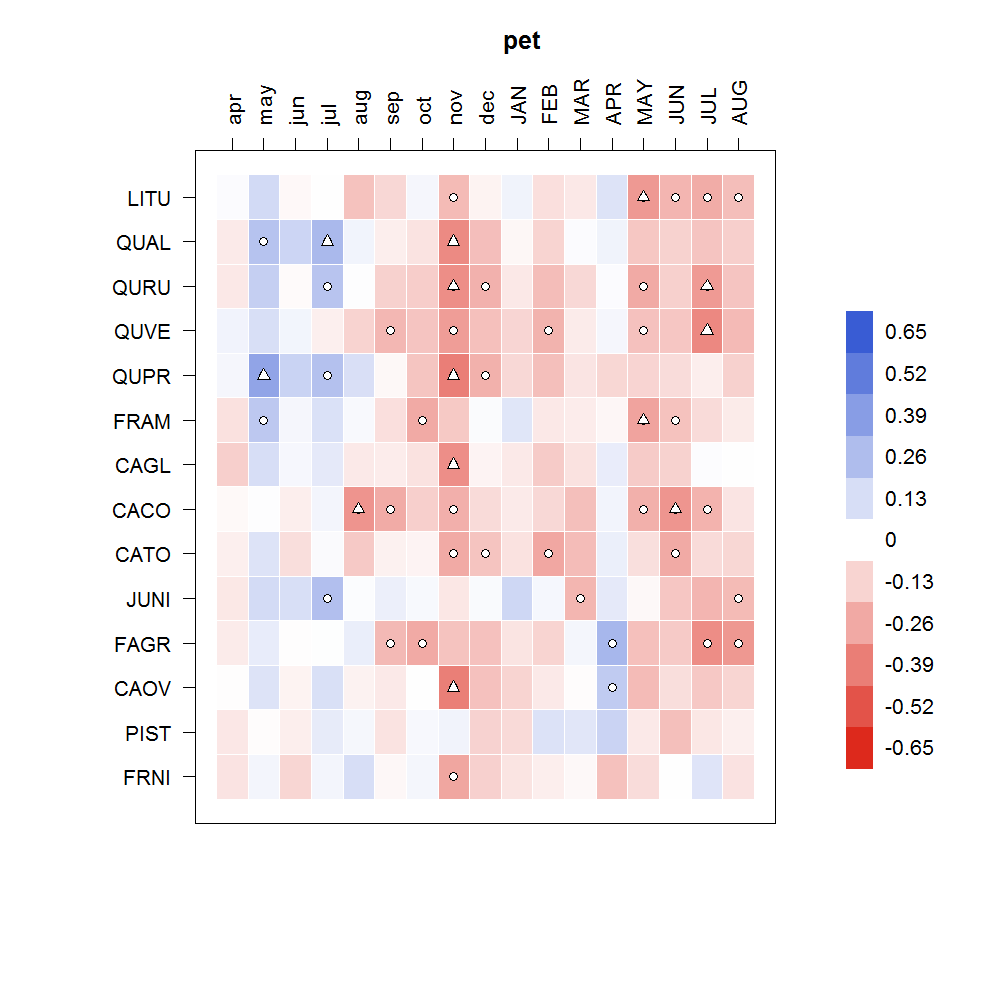 pet
apr may jun jul aug sep oct nov dec JAN FEB MAR APR MAY JUN JUL AUG
LITU
QUAL
QURU
QUVE
QUPR
FRAM
CAGL
CACO
CATO
JUNI
FAGR
CAOV
PIST
FRNI
0.65
0.52
0.39
0.26
0.13
0
-0.13
-0.26
-0.39
-0.52
-0.65